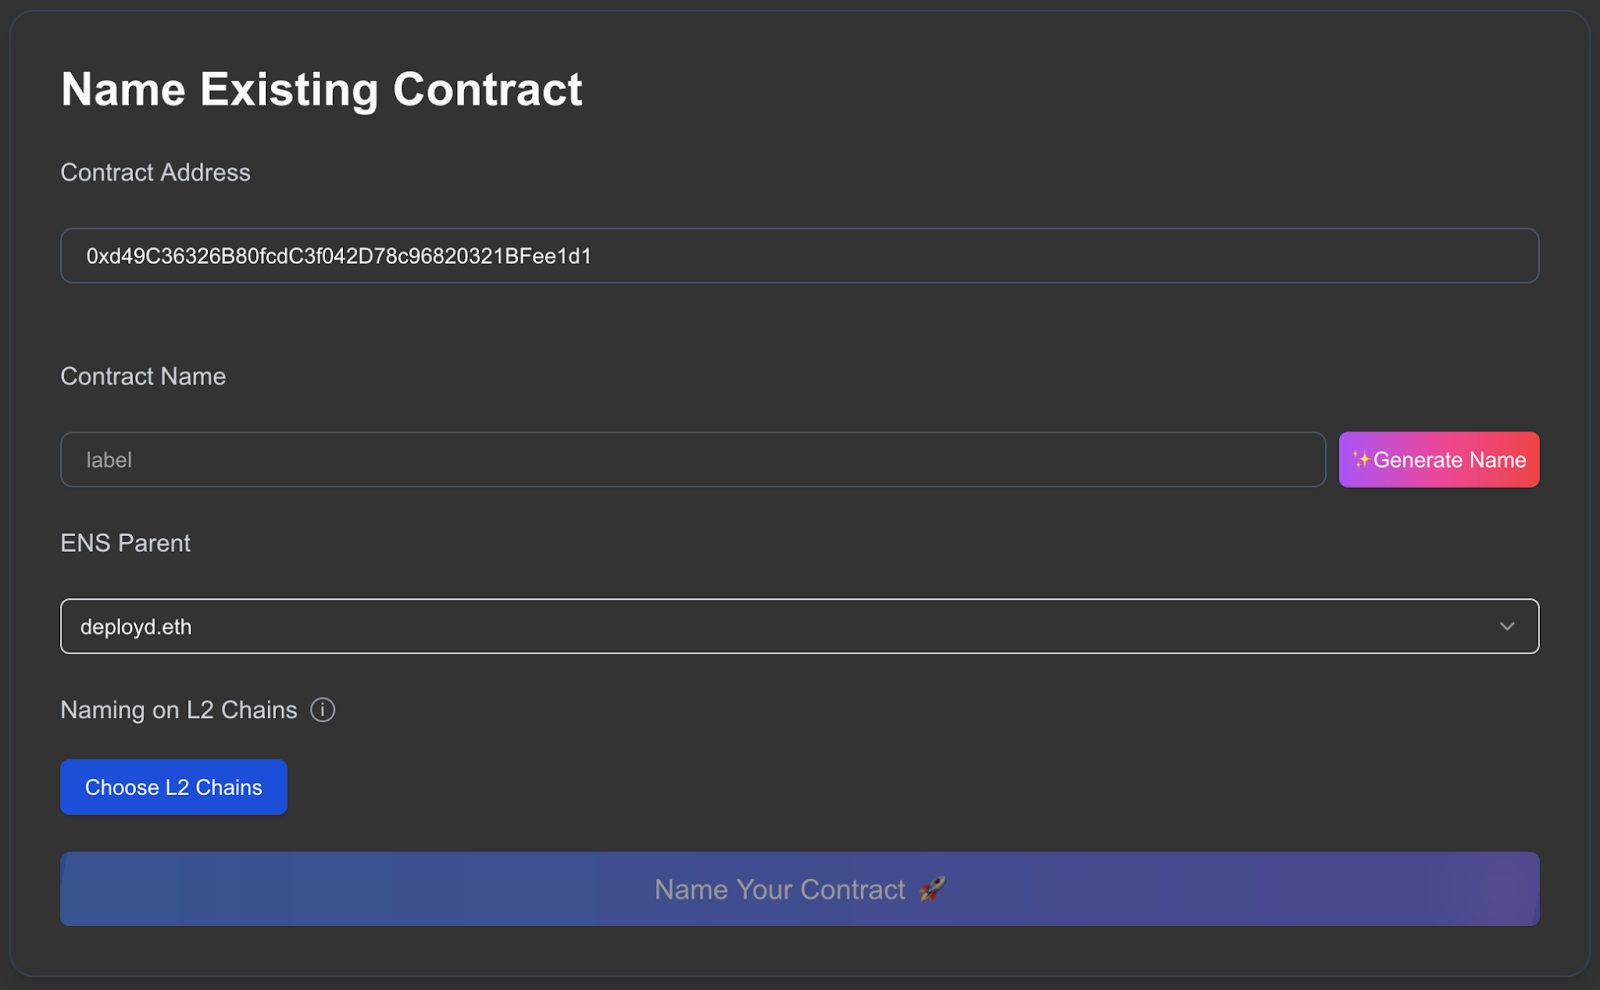 Name Existing Contract
Contract Address
0xd49C36326B80fcdC3f042D78c96820321BFee1d1
Contract Name
label
✨Generate Name
ENS Parent
deployd.eth
Naming on L2 Chains
Choose L2 Chains
Name Your Contract 🚀